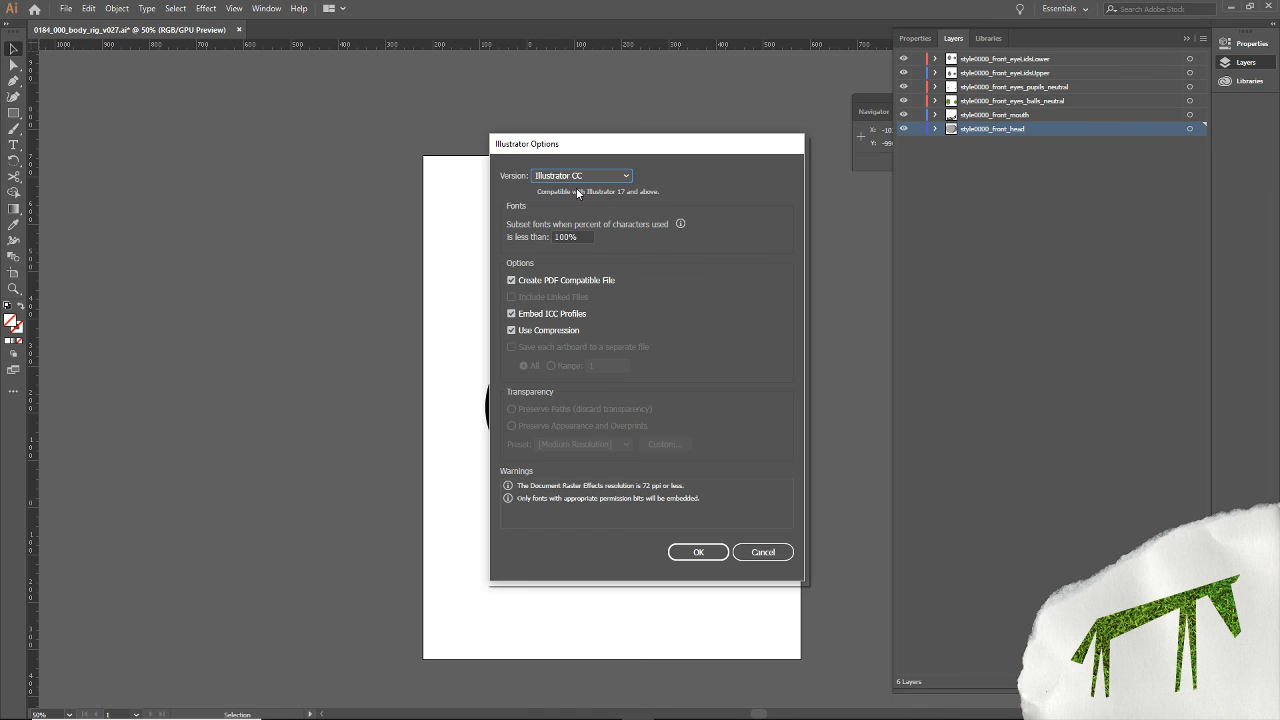 Ai File Edit Object Type Select Effect View Window Help Essentials Search Adobe Stock
0184_000_body_rig_v027.ai* @ 50% (RGB/GPU Preview)
Properties Layers Libraries
style0000_front_eyeLidsLower
style0000_front_eyeLidsUpper
style0000_front_eyes_pupils_neutral
style0000_front_eyes_balls_neutral
style0000_front_mouth
style0000_front_head
Properties
Layers
Libraries
Navigator
Illustrator Options
Version: Illustrator CC
Compatible with Illustrator 17 and above.
Fonts
Subset fonts when percent of characters used
is less than: 100%
Options
Create PDF Compatible File
Include Linked Files
Embed ICC Profiles
Use Compression
Save each artboard to a separate file
All Range: 1
Transparency
Preserve Paths (discard transparency)
Preserve Appearance and Overprints
Preset: [Medium Resolution] Custom...
Warnings
The Document Raster Effects resolution is 72 ppi or less.
Only fonts with appropriate permission bits will be embedded.
OK Cancel
6 Layers
50% 1 Selection